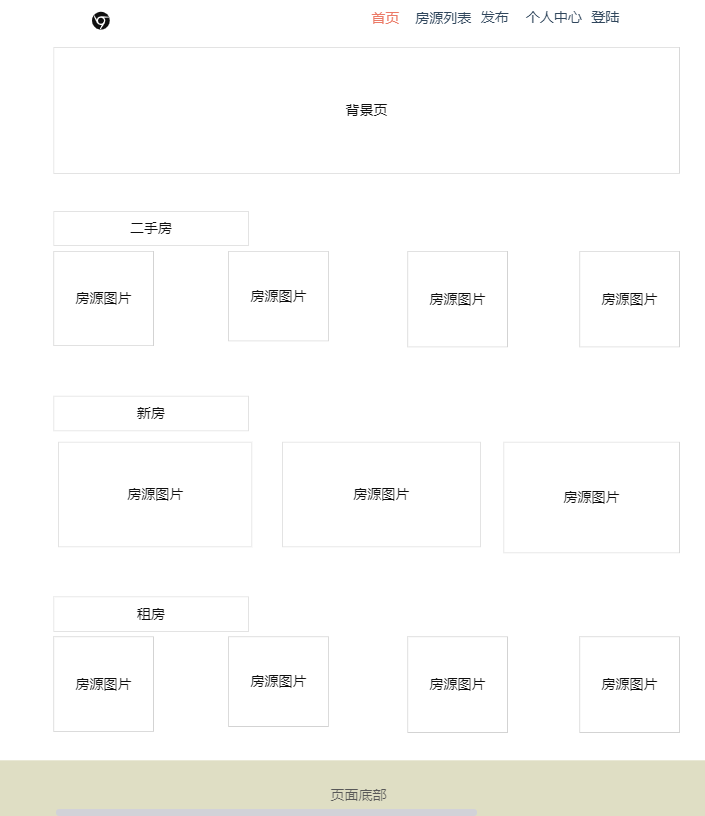 首页 房源列表 发布 个人中心 登陆
背景页
二手房
房源图片 房源图片 房源图片 房源图片
新房
房源图片 房源图片 房源图片
租房
房源图片 房源图片 房源图片 房源图片
页面底部